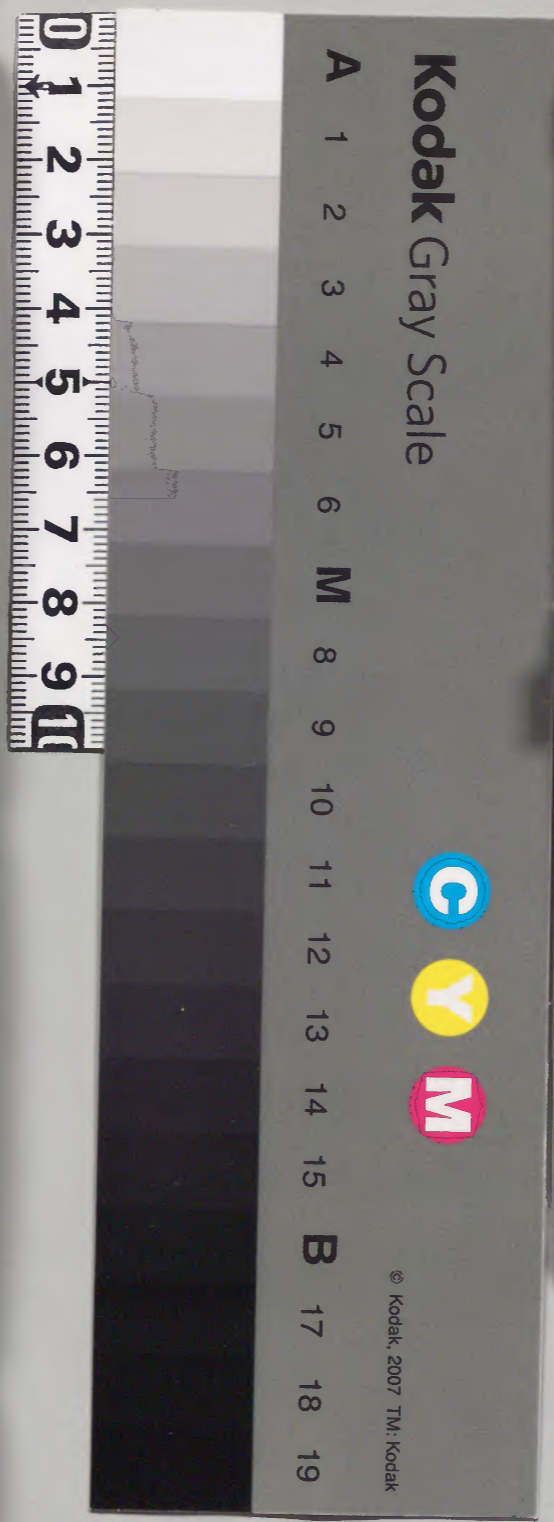 Kodak Gray Scale
C Y M
© Kodak, 2007 TM: Kodak
A 1 2 3 4 5 6 M 8 9 10 11 12 13 14 15 B 17 18 19
0 1 2 3 4 5 6 7 8 9 10